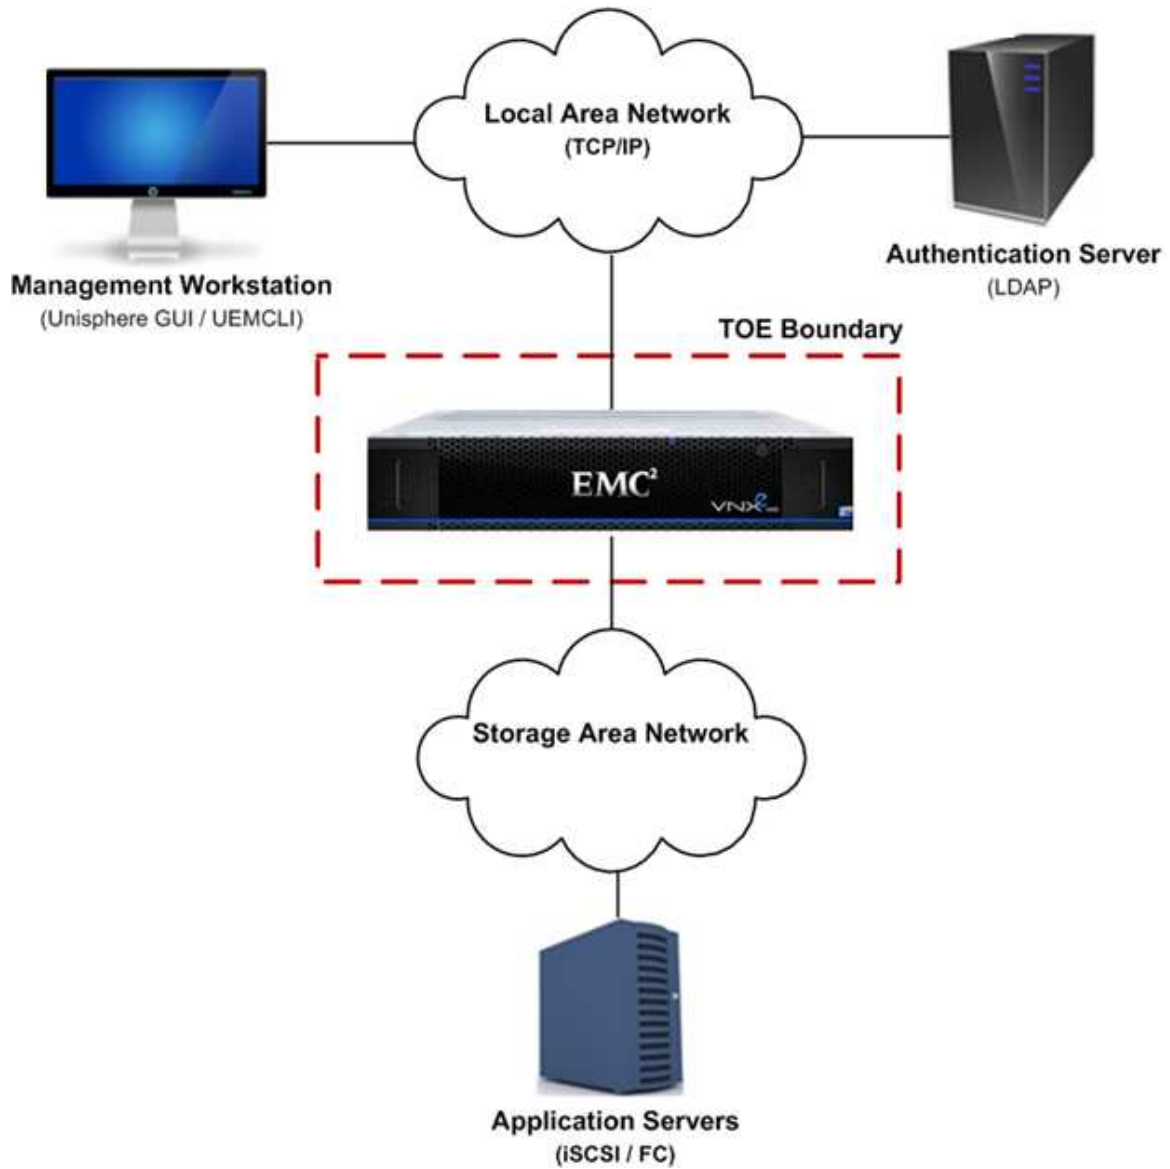 Local Area Network
(TCP/IP)
Authentication Server
(LDAP)
Management Workstation
(Unisphere GUI / UEMCLI)
TOE Boundary
EMC²
VNXe
Storage Area Network
Application Servers
(iSCSI / FC)